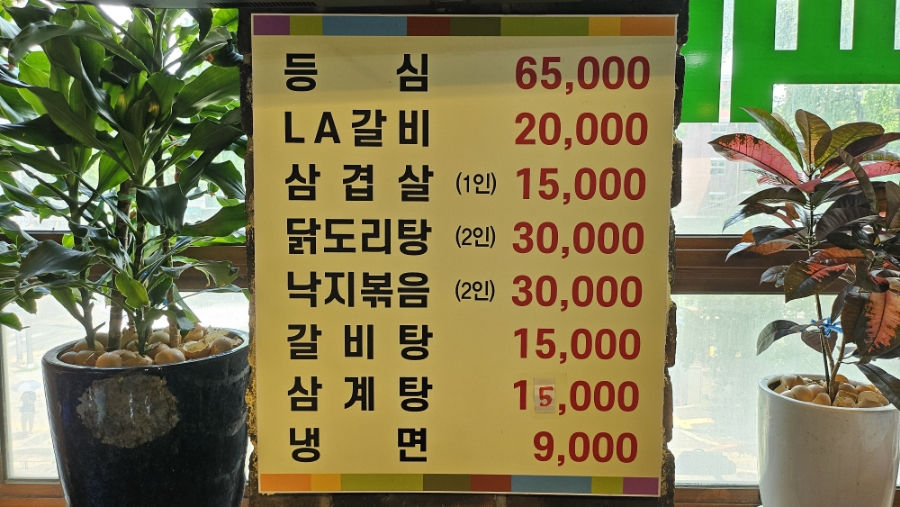 등심 65,000
LA갈비 20,000
삼겹살 (1인) 15,000
닭도리탕 (2인) 30,000
낙지볶음 (2인) 30,000
갈비탕 15,000
삼계탕 15,000
냉면 9,000